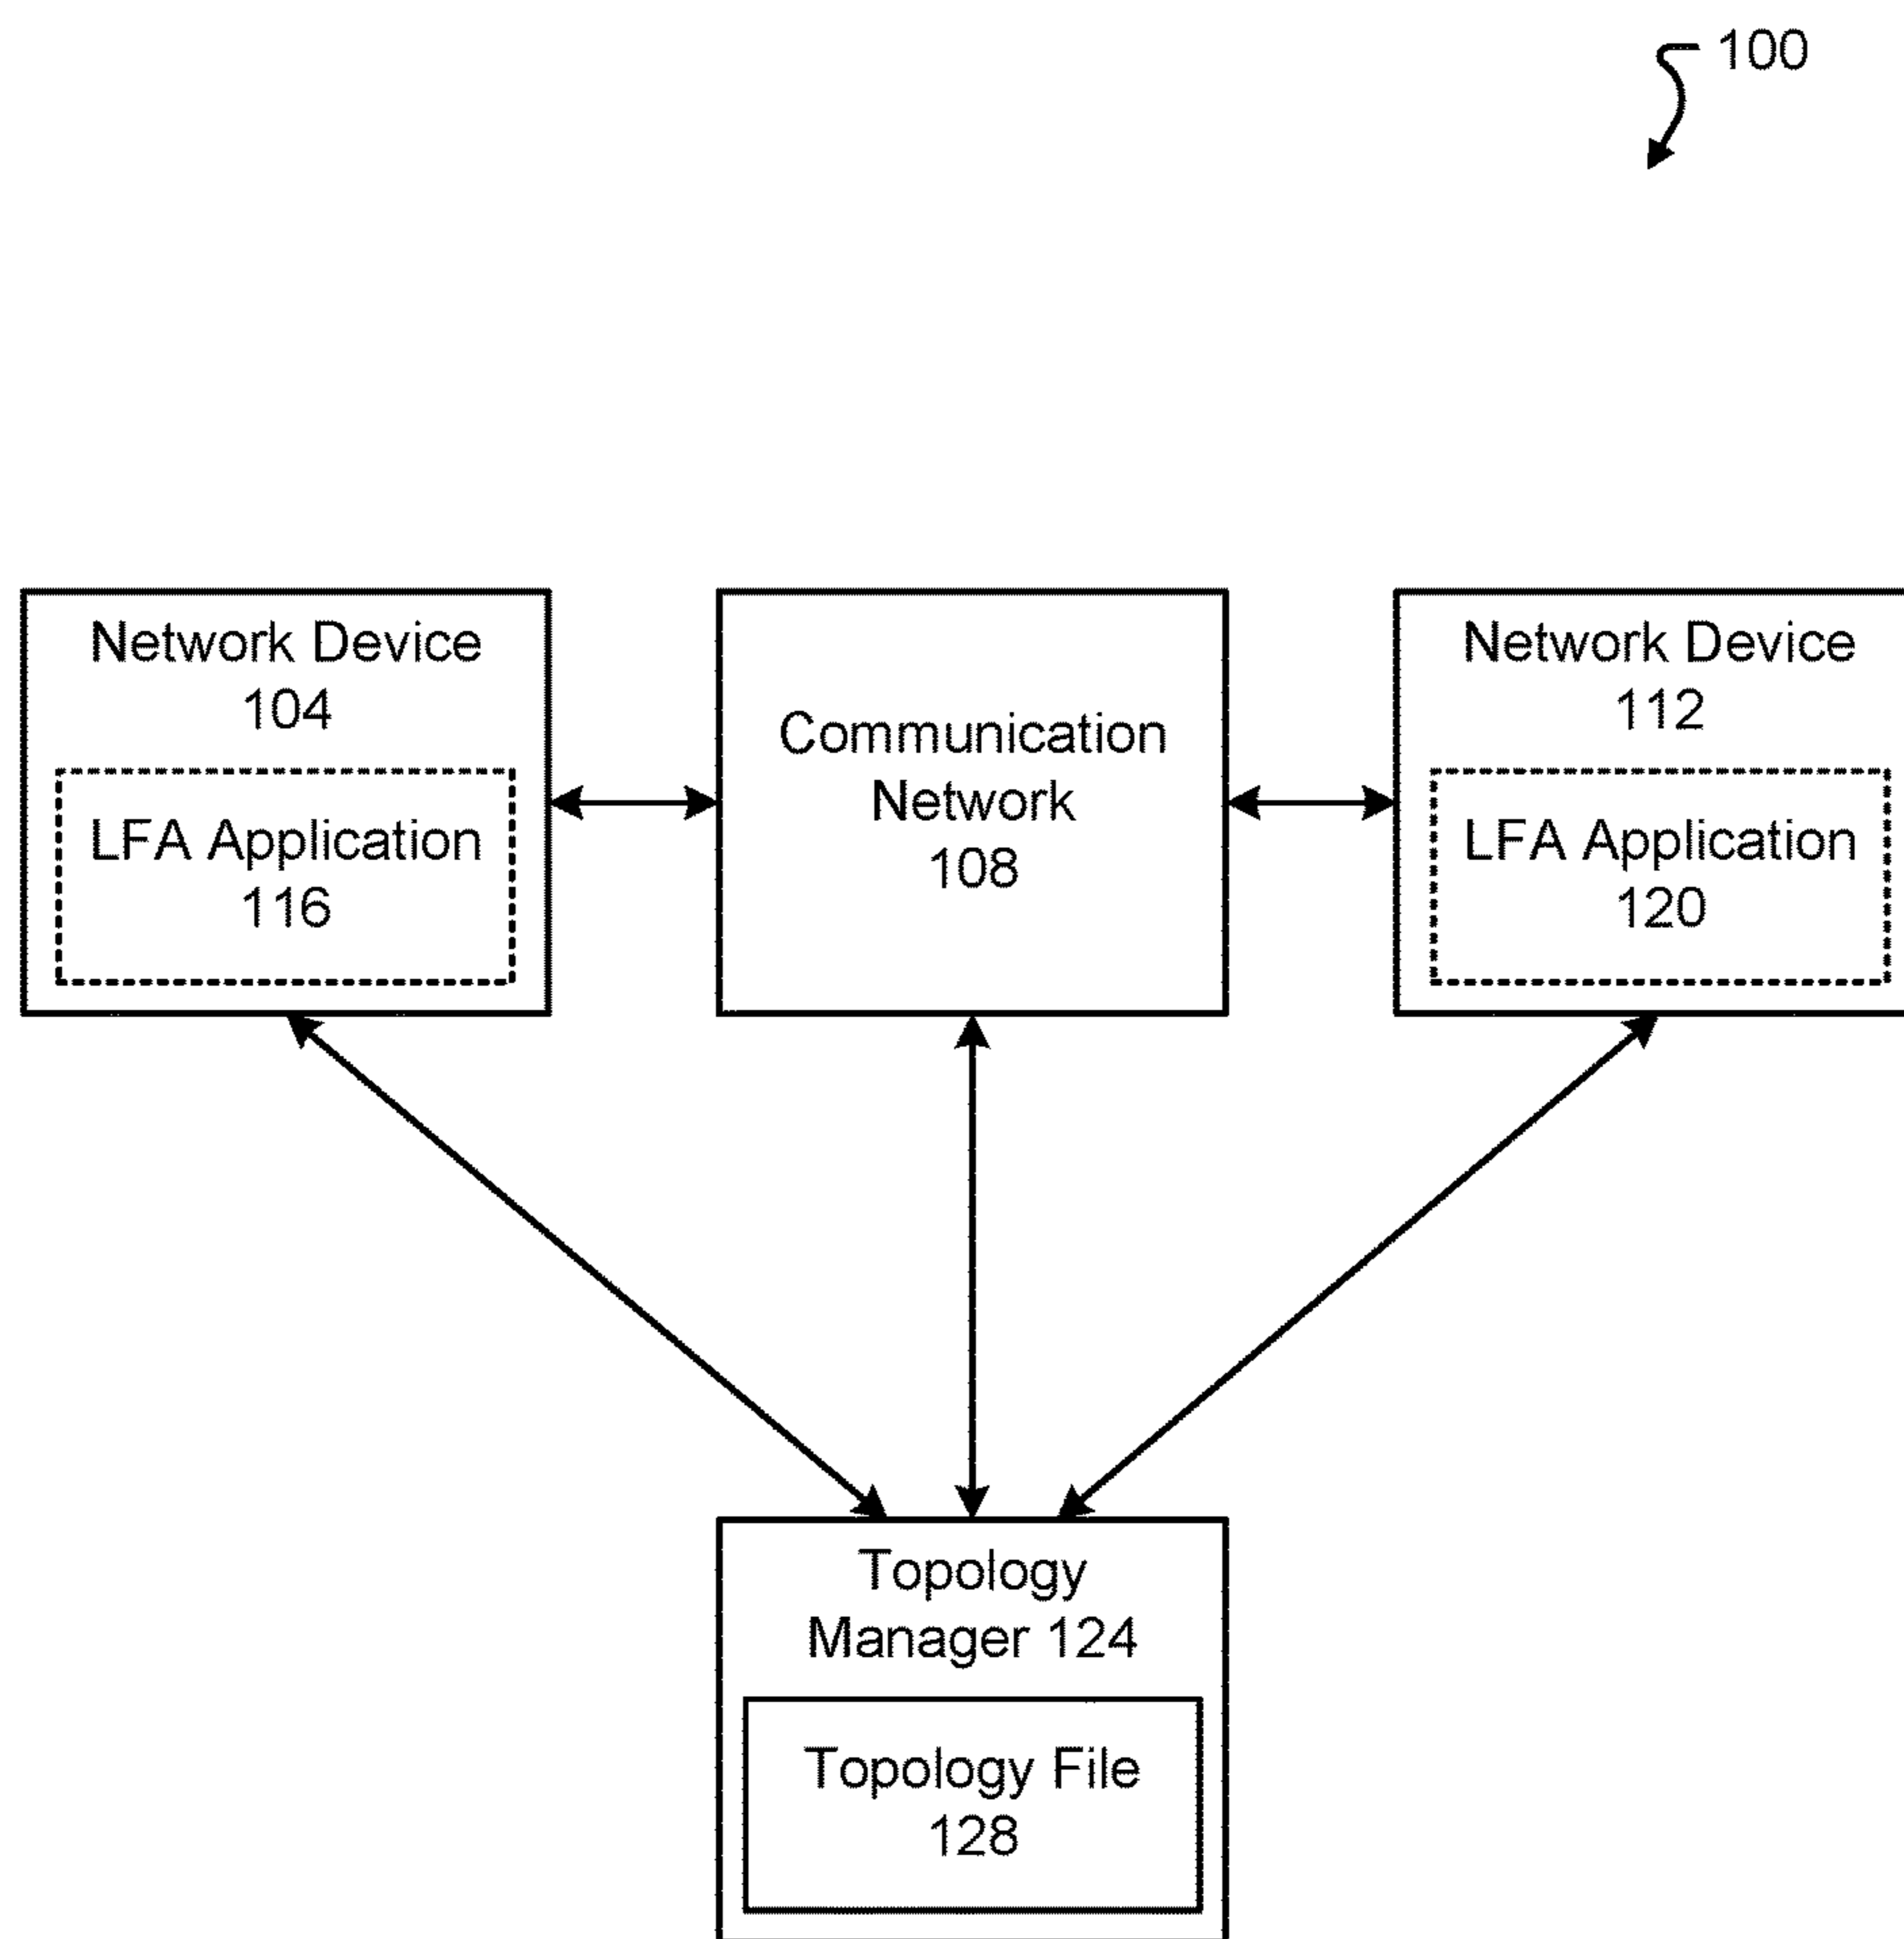 100
Network Device
104
LFA Application
116
Communication
Network
108
Network Device
112
LFA Application
120
Topology
Manager 124
Topology File
128